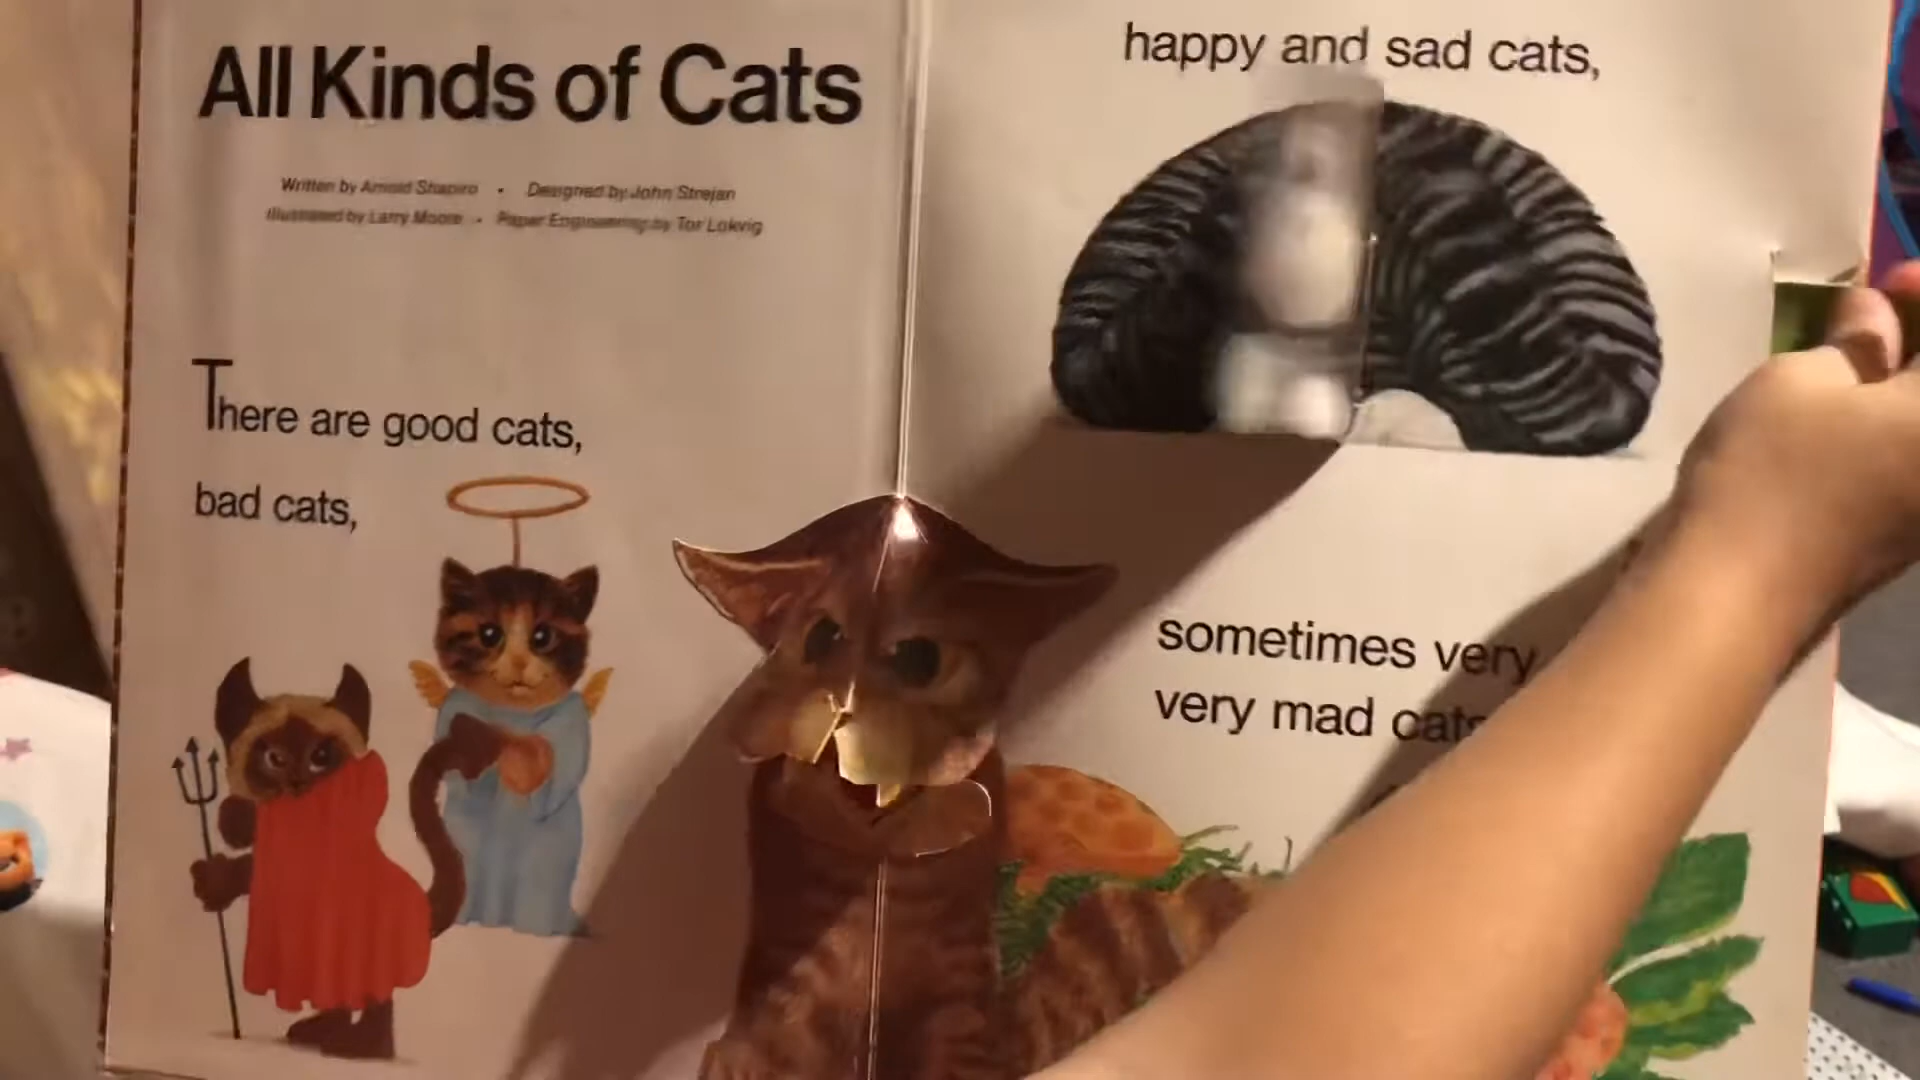 All Kinds of Cats
Written by Arnold Shapiro • Designed by John Strejan
Illustrated by Larry Moore • Paper Engineering by Tor Lokvig
There are good cats,
bad cats,
happy and sad cats,
sometimes very
very mad cats